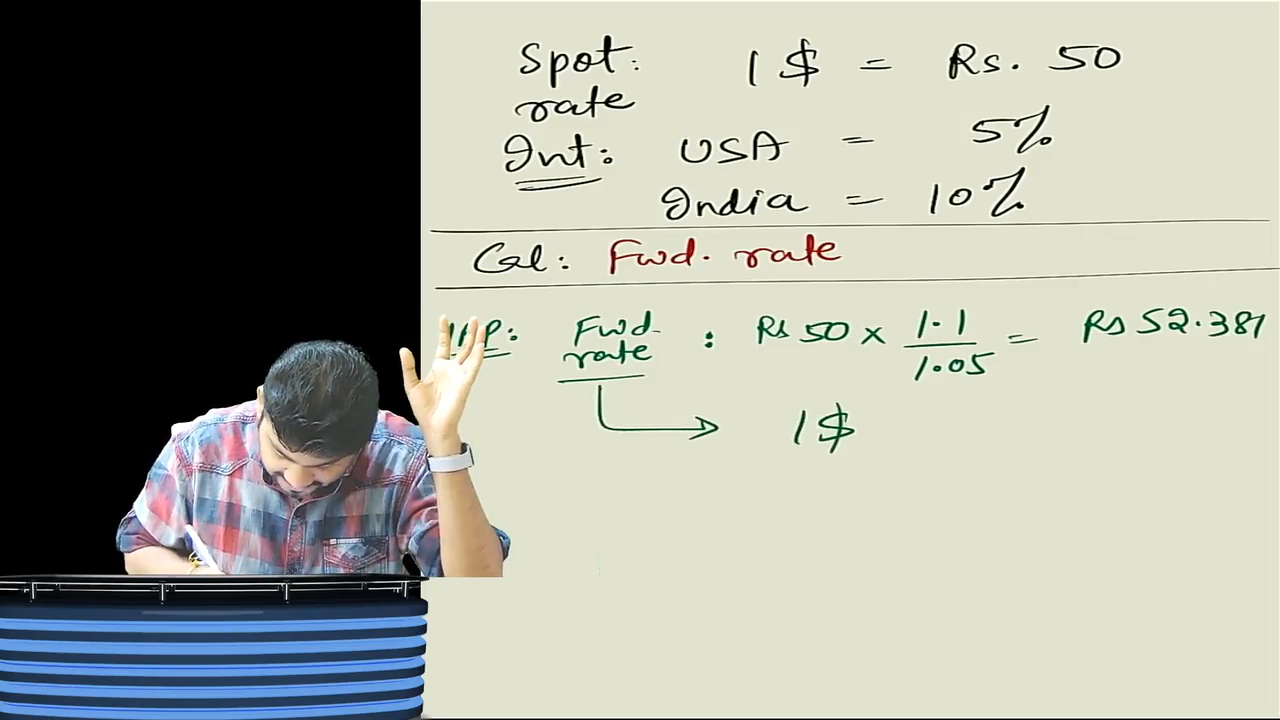 Spot: 1 $ = Rs. 50
rate
Int: USA = 5%
India = 10%
Cal: Fwd. rate
Fwd. rate : Rs 50 × 1.1/1.05 = Rs 52.381
1 $